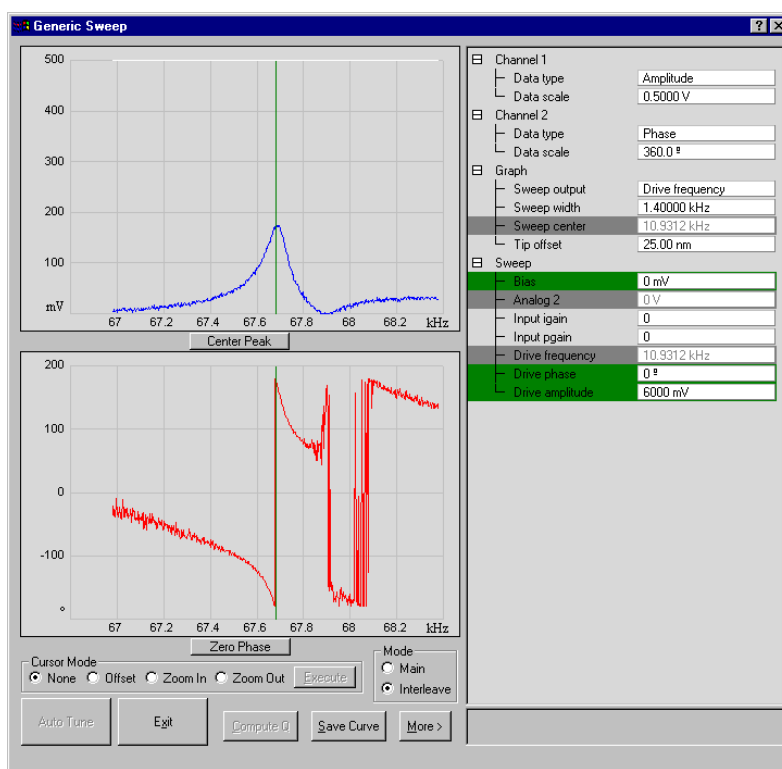 Generic Sweep
500
400
300
200
100
mV
67 67.2 67.4 67.6 67.8 68 68.2 kHz
Center Peak
200
100
0
-100
º
67 67.2 67.4 67.6 67.8 68 68.2 kHz
Zero Phase
Cursor Mode
None Offset Zoom In Zoom Out Execute
Mode
Main
Interleave
Auto Tune Exit Compute Q Save Curve More >
Channel 1
Data type Amplitude
Data scale 0.5000 V
Channel 2
Data type Phase
Data scale 360.0 º
Graph
Sweep output Drive frequency
Sweep width 1.40000 kHz
Sweep center 10.9312 kHz
Tip offset 25.00 nm
Sweep
Bias 0 mV
Analog 2 0 V
Input igain 0
Input pgain 0
Drive frequency 10.9312 kHz
Drive phase 0 º
Drive amplitude 6000 mV